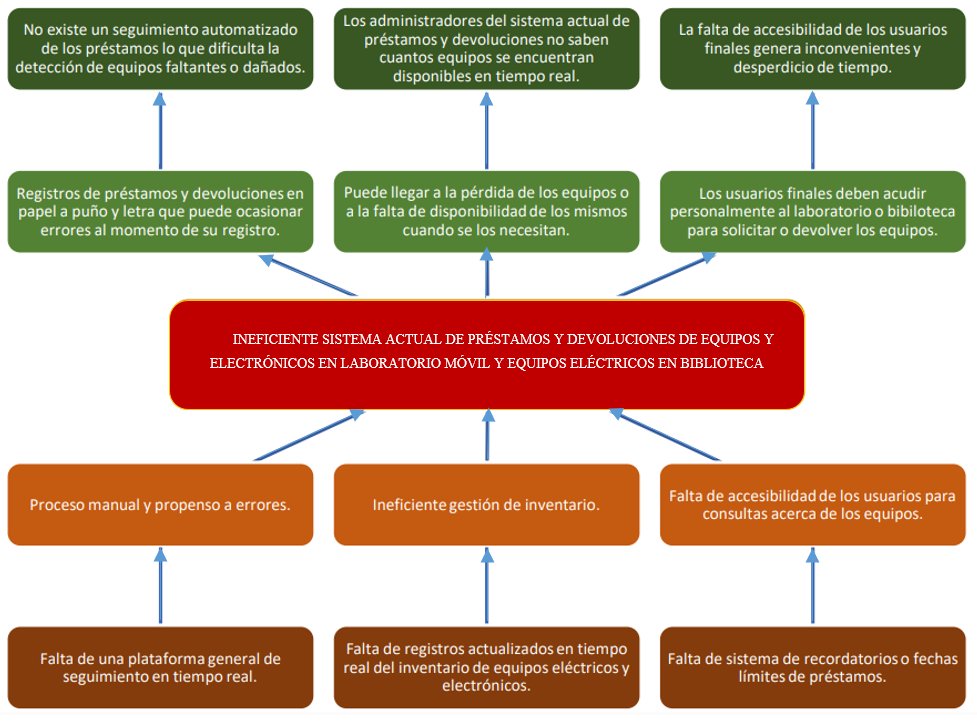 No existe un seguimiento automatizado
de los préstamos lo que dificulta la
detección de equipos faltantes o dañados.
Los administradores del sistema actual de
préstamos y devoluciones no saben
cuantos equipos se encuentran
disponibles en tiempo real.
La falta de accesibilidad de los usuarios
finales genera inconvenientes y
desperdicio de tiempo.
Registros de préstamos y devoluciones en
papel a puño y letra que puede ocasionar
errores al momento de su registro.
Puede llegar a la pérdida de los equipos o
a la falta de disponibilidad de los mismos
cuando se los necesitan.
Los usuarios finales deben acudir
personalmente al laboratorio o bibiloteca
para solicitar o devolver los equipos.
INEFICIENTE SISTEMA ACTUAL DE PRÉSTAMOS Y DEVOLUCIONES DE EQUIPOS Y
ELECTRÓNICOS EN LABORATORIO MÓVIL Y EQUIPOS ELÉCTRICOS EN BIBLIOTECA
Proceso manual y propenso a errores.
Ineficiente gestión de inventario.
Falta de accesibilidad de los usuarios para
consultas acerca de los equipos.
Falta de una plataforma general de
seguimiento en tiempo real.
Falta de registros actualizados en tiempo
real del inventario de equipos eléctricos y
electrónicos.
Falta de sistema de recordatorios o fechas
límites de préstamos.